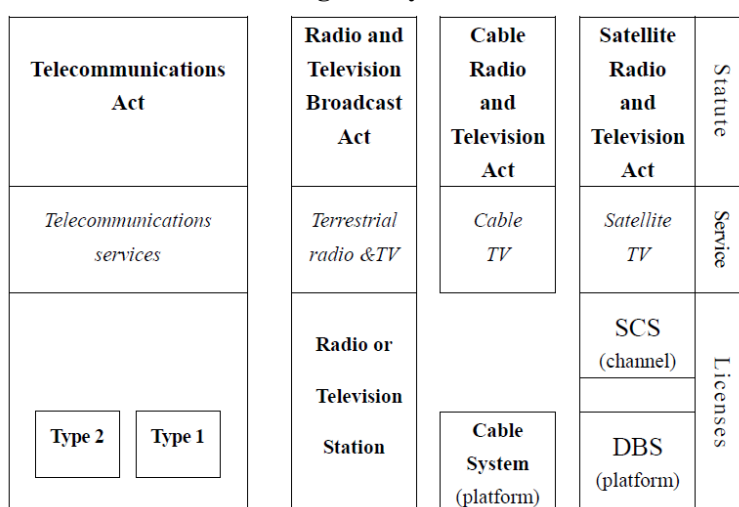 Telecommunications
Act
Radio and
Television
Broadcast
Act
Cable
Radio
and
Television
Act
Satellite
Radio
and
Television
Act
Statute
Telecommunications
services
Terrestrial
radio &TV
Cable
TV
Satellite
TV
Service
Type 2
Type 1
Radio or
Television
Station
Cable
System
(platform)
SCS
(channel)
DBS
(platform)
Licenses